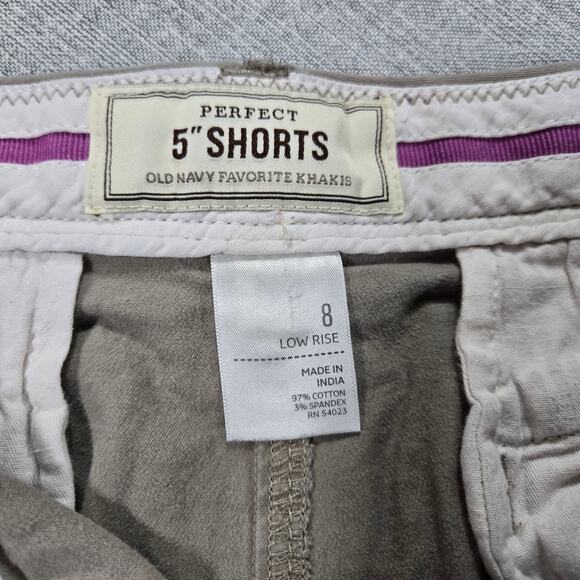 PERFECT
5" SHORTS
OLD NAVY FAVORITE KHAKIS
8
LOW RISE
MADE IN
INDIA
97% COTTON
3% SPANDEX
RN 54023